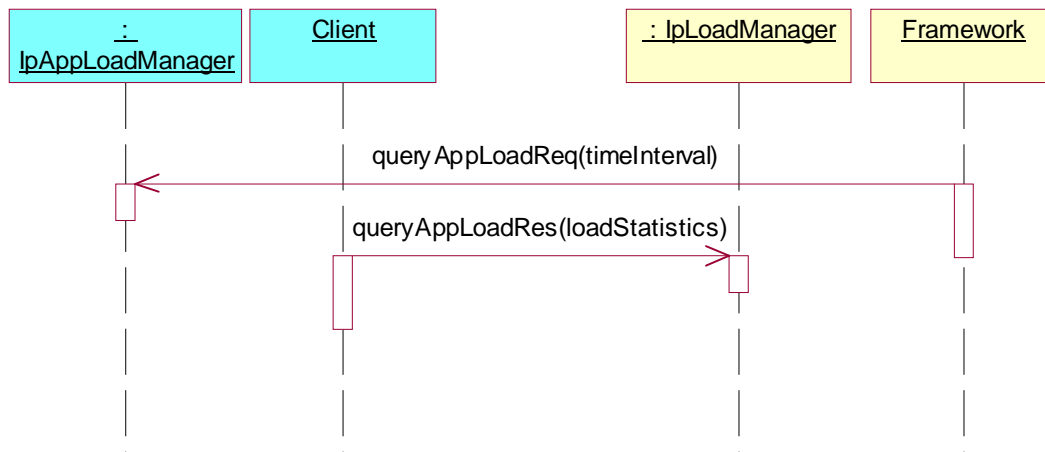 :
IpAppLoadManager
Client
: IpLoadManager
Framework
queryAppLoadReq(timeInterval)
queryAppLoadRes(loadStatistics)